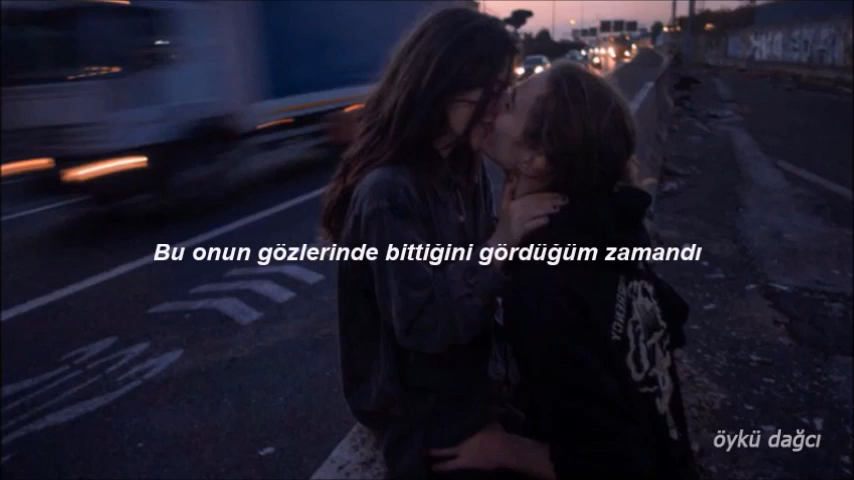 Bu onun gözlerinde bittiğini gördüğüm zamandı
öykü dağcı